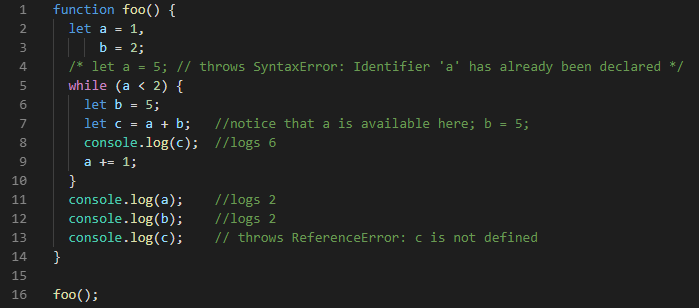 1 function foo() {
2 let a = 1,
3 b = 2;
4 /* let a = 5; // throws SyntaxError: Identifier 'a' has already been declared */
5 while (a < 2) {
6 let b = 5;
7 let c = a + b; //notice that a is available here; b = 5;
8 console.log(c); //logs 6
9 a += 1;
10 }
11 console.log(a); //logs 2
12 console.log(b); //logs 2
13 console.log(c); // throws ReferenceError: c is not defined
14 }
15
16 foo();